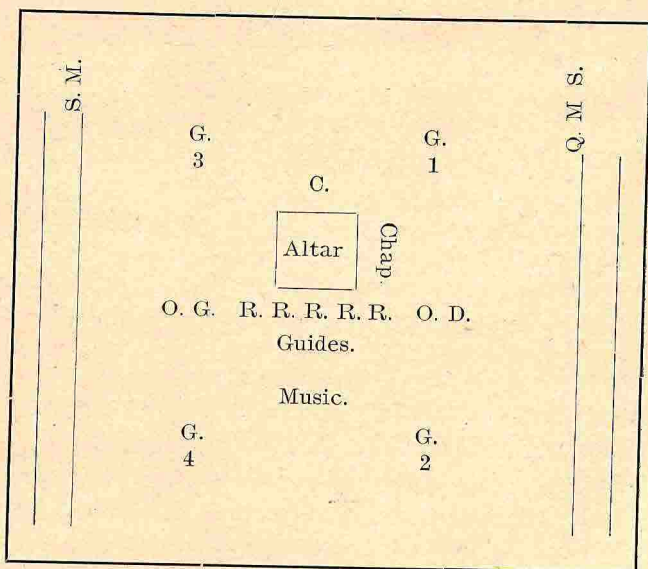 S. M.
Q M S.
G.
3
G.
1
C.
Altar
Chap.
O. G. R. R. R. R. R. O. D.
Guides.
Music.
G.
4
G.
2